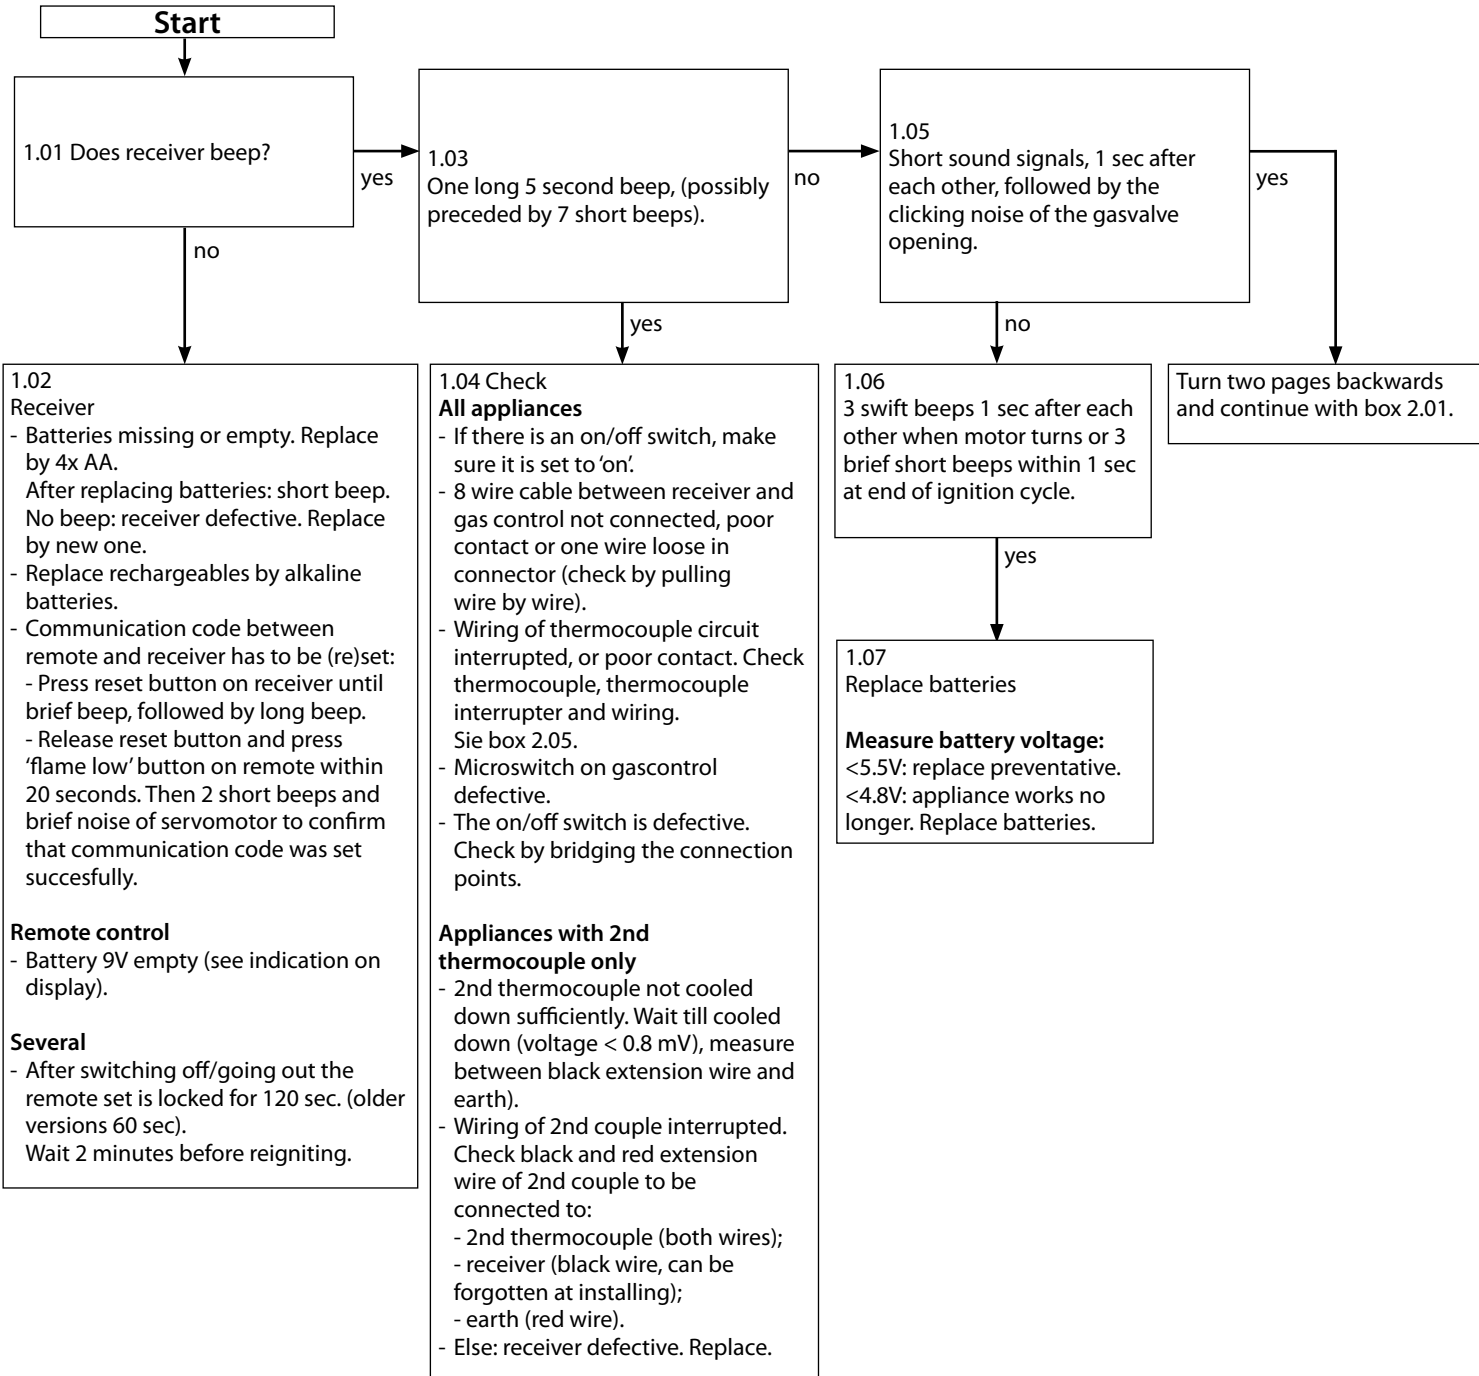 Start
1.01 Does receiver beep?
yes
no
1.03
One long 5 second beep, (possibly
preceded by 7 short beeps).
no
yes
1.05
Short sound signals, 1 sec after
each other, followed by the
clicking noise of the gasvalve
opening.
yes
no
1.02
Receiver
- Batteries missing or empty. Replace
by 4x AA.
After replacing batteries: short beep.
No beep: receiver defective. Replace
by new one.
- Replace rechargeables by alkaline
batteries.
- Communication code between
remote and receiver has to be (re)set:
- Press reset button on receiver until
brief beep, followed by long beep.
- Release reset button and press
‘flame low’ button on remote within
20 seconds. Then 2 short beeps and
brief noise of servomotor to confirm
that communication code was set
succesfully.
Remote control
- Battery 9V empty (see indication on
display).
Several
- After switching off/going out the
remote set is locked for 120 sec. (older
versions 60 sec).
Wait 2 minutes before reigniting.
1.04 Check
All appliances
- If there is an on/off switch, make
sure it is set to ‘on’.
- 8 wire cable between receiver and
gas control not connected, poor
contact or one wire loose in
connector (check by pulling
wire by wire).
- Wiring of thermocouple circuit
interrupted, or poor contact. Check
thermocouple, thermocouple
interrupter and wiring.
Sie box 2.05.
- Microswitch on gascontrol
defective.
- The on/off switch is defective.
Check by bridging the connection
points.
Appliances with 2nd
thermocouple only
- 2nd thermocouple not cooled
down sufficiently. Wait till cooled
down (voltage < 0.8 mV), measure
between black extension wire and
earth).
- Wiring of 2nd couple interrupted.
Check black and red extension
wire of 2nd couple to be
connected to:
- 2nd thermocouple (both wires);
- receiver (black wire, can be
forgotten at installing);
- earth (red wire).
- Else: receiver defective. Replace.
1.06
3 swift beeps 1 sec after each
other when motor turns or 3
brief short beeps within 1 sec
at end of ignition cycle.
yes
1.07
Replace batteries
Measure battery voltage:
<5.5V: replace preventative.
<4.8V: appliance works no
longer. Replace batteries.
Turn two pages backwards
and continue with box 2.01.